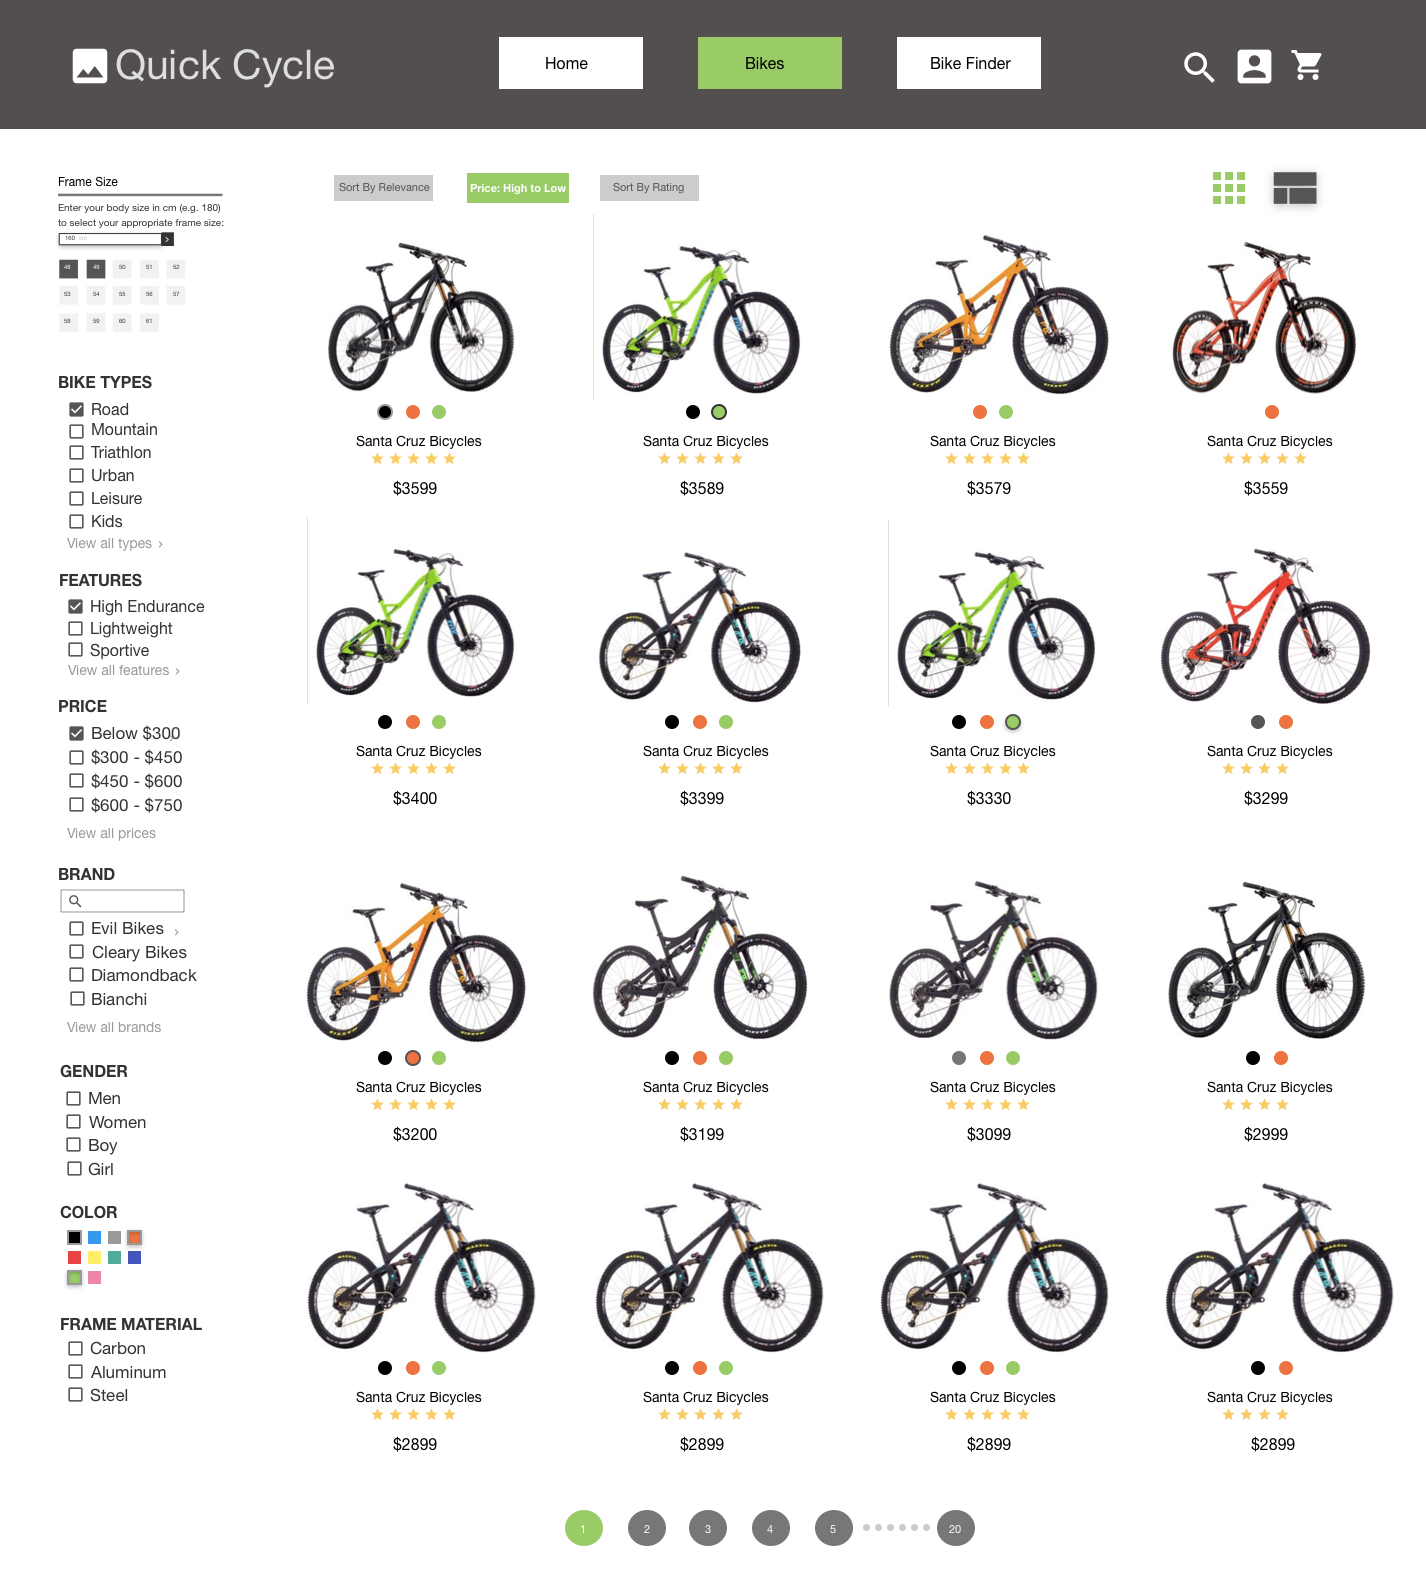 Quick Cycle
Home
Bikes
Bike Finder
Frame Size
Enter your body size in cm (e.g. 180)
to select your appropriate frame size:
160 cm
48 49 50 51 52
53 54 55 56 57
58 59 60 61
BIKE TYPES
Road
Mountain
Triathlon
Urban
Leisure
Kids
View all types ›
FEATURES
High Endurance
Lightweight
Sportive
View all features ›
PRICE
Below $300
$300 - $450
$450 - $600
$600 - $750
View all prices
BRAND
Evil Bikes ›
Cleary Bikes
Diamondback
Bianchi
View all brands
GENDER
Men
Women
Boy
Girl
COLOR
FRAME MATERIAL
Carbon
Aluminum
Steel
Sort By Relevance
Price: High to Low
Sort By Rating
Santa Cruz Bicycles
$3599
Santa Cruz Bicycles
$3589
Santa Cruz Bicycles
$3579
Santa Cruz Bicycles
$3559
Santa Cruz Bicycles
$3400
Santa Cruz Bicycles
$3399
Santa Cruz Bicycles
$3330
Santa Cruz Bicycles
$3299
Santa Cruz Bicycles
$3200
Santa Cruz Bicycles
$3199
Santa Cruz Bicycles
$3099
Santa Cruz Bicycles
$2999
Santa Cruz Bicycles
$2899
Santa Cruz Bicycles
$2899
Santa Cruz Bicycles
$2899
Santa Cruz Bicycles
$2899
1 2 3 4 5 20